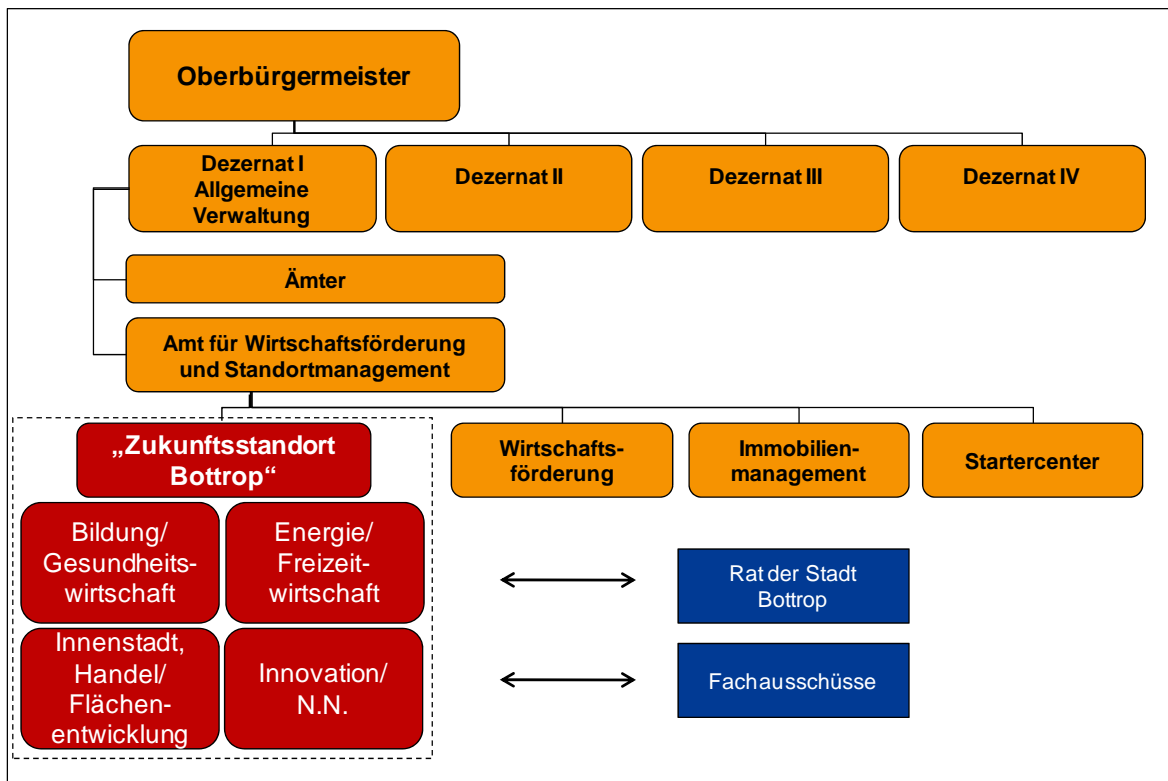 Oberbürgermeister
Dezernat I
Allgemeine
Verwaltung
Dezernat II
Dezernat III
Dezernat IV
Ämter
Amt für Wirtschaftsförderung
und Standortmanagement
„Zukunftsstandort
Bottrop“
Wirtschafts-
förderung
Immobilien-
management
Startercenter
Bildung/
Gesundheits-
wirtschaft
Energie/
Freizeit-
wirtschaft
Rat der Stadt
Bottrop
Innenstadt,
Handel/
Flächen-
entwicklung
Innovation/
N.N.
Fachausschüsse